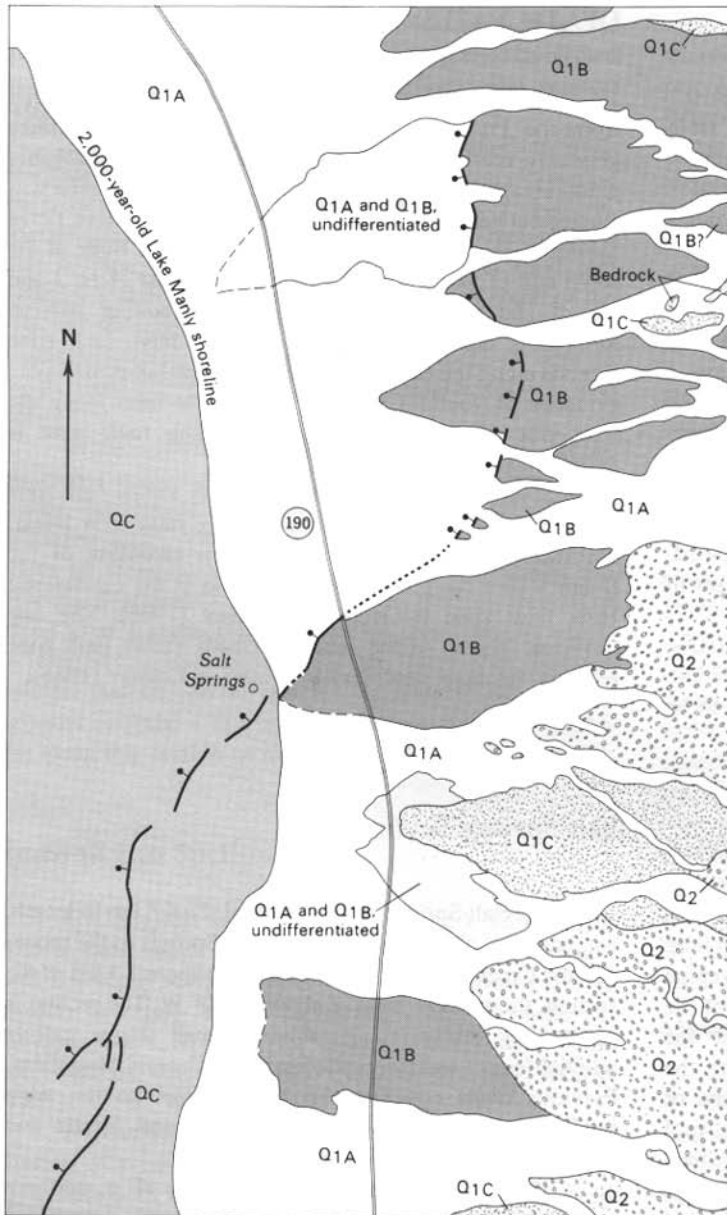 Q1C
Q1B
Q1A
2,000-year-old Lake Manly shoreline
Q1A and Q1B,
undifferentiated
Q1B?
Bedrock
Q1C
N
Q1B
QC
190
Q1A
Q1B
Q1B
Q2
Salt
Springs
Q1A
Q1C
Q2
Q1A and Q1B,
undifferentiated
Q2
Q1B
Q2
QC
Q1A
Q1C
Q2